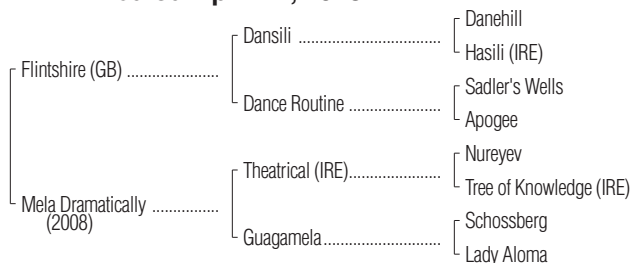 Danehill
Dansili ........................................
Hasili (IRE)
Flintshire (GB) ..........................
Sadler's Wells
Dance Routine ..........................
Apogee
Nureyev
Theatrical (IRE)..........................
Tree of Knowledge (IRE)
Mela Dramatically ...................
(2008)
Schossberg
Guagamela.................................
Lady Aloma